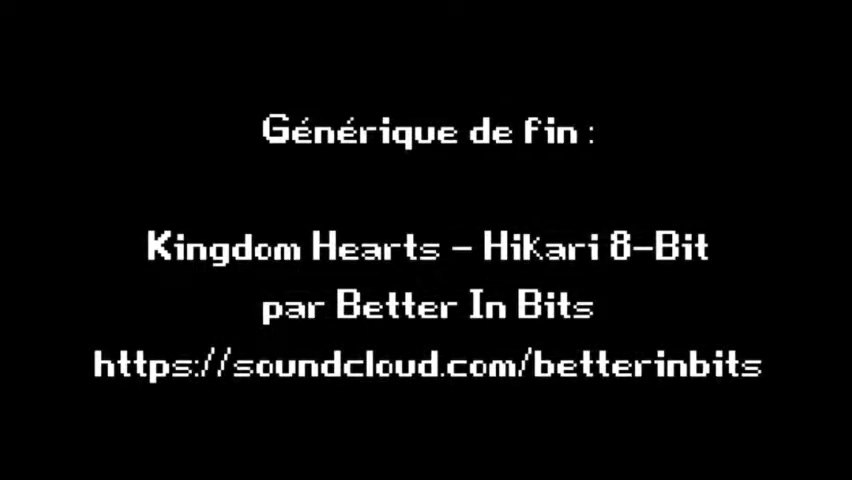 Générique de fin :
Kingdom Hearts - Hikari 8-Bit
par Better In Bits
https://soundcloud.com/betterinbits